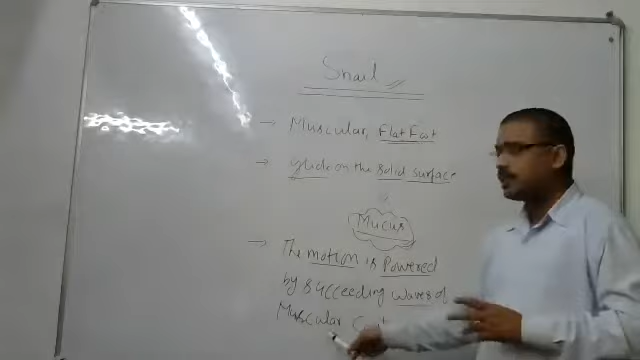 Snail
→ Muscular, Flat Foot
→ glide on the solid surface
Mucus
→ The motion is Powered
by succeeding waves of
Muscular